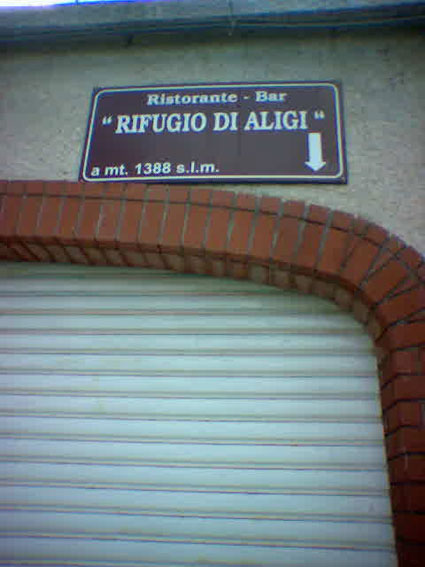 Ristorante - Bar
" RIFUGIO DI ALIGI "
a mt. 1388 s.l.m.